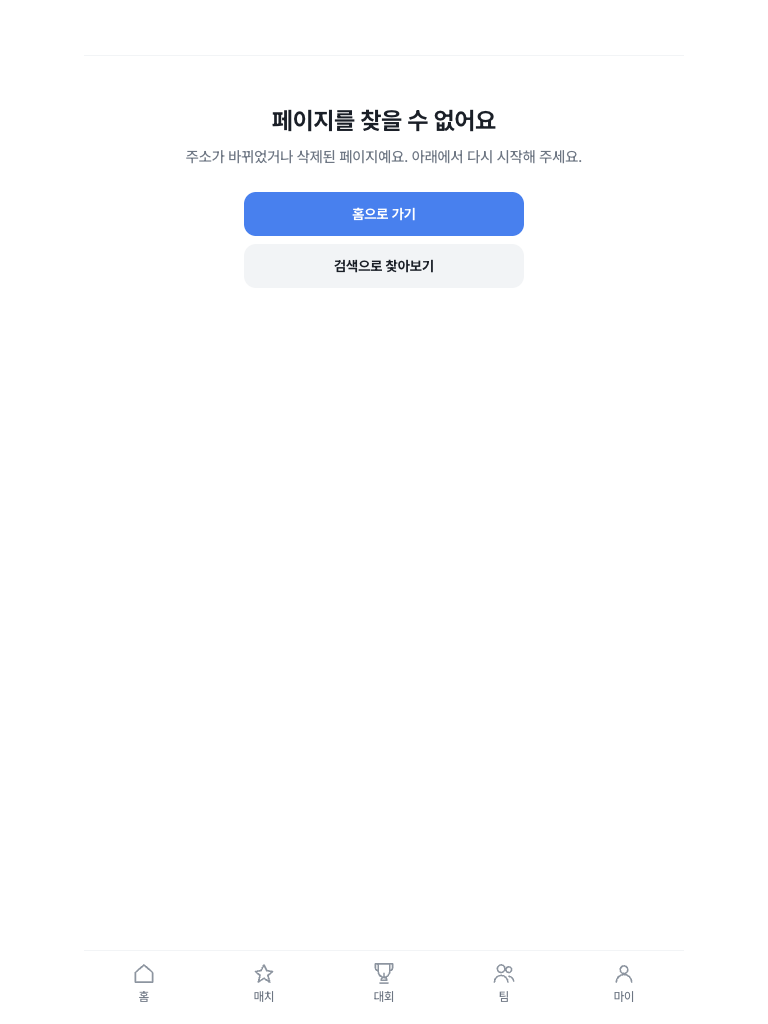 페이지를 찾을 수 없어요
주소가 바뀌었거나 삭제된 페이지예요. 아래에서 다시 시작해 주세요.
홈으로 가기
검색으로 찾아보기
홈
매치
대회
팀
마이